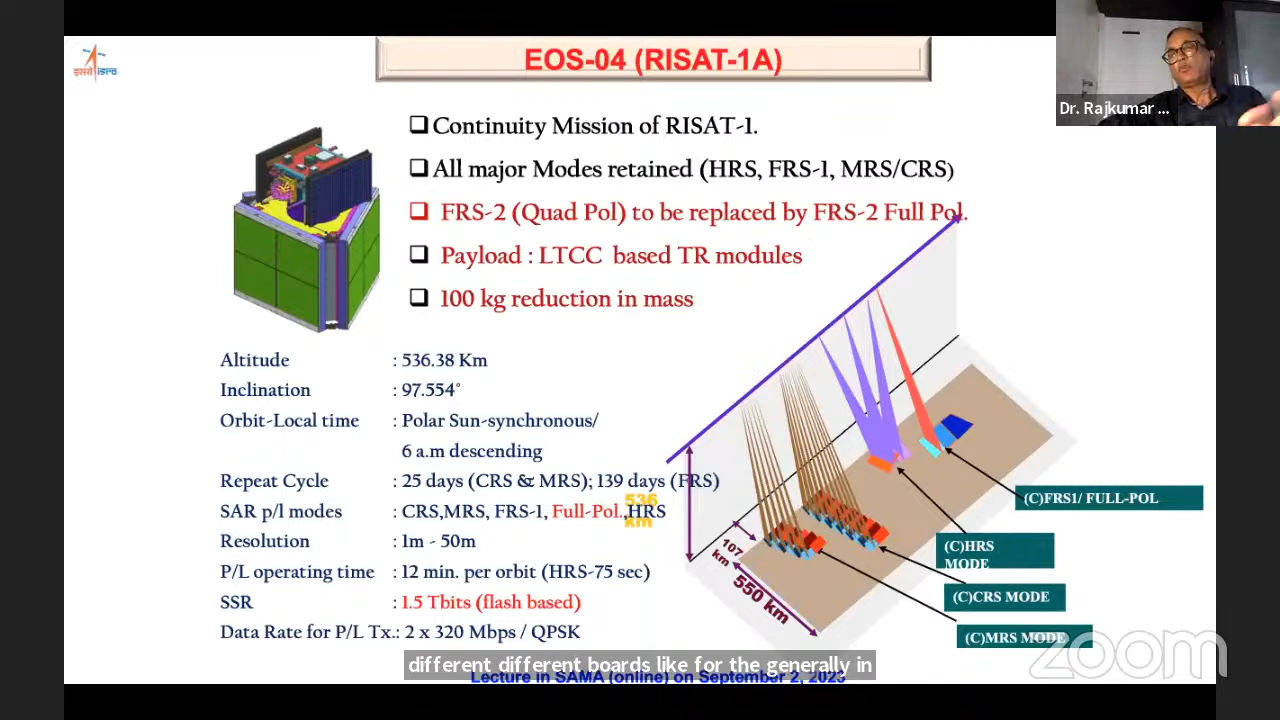 EOS-04 (RISAT-1A)
Dr. Rajkumar ...
इसरो isro
Continuity Mission of RISAT-1.
All major Modes retained (HRS, FRS-1, MRS/CRS)
FRS-2 (Quad Pol) to be replaced by FRS-2 Full Pol.
Payload : LTCC based TR modules
100 kg reduction in mass
Altitude : 536.38 Km
Inclination : 97.554°
Orbit-Local time : Polar Sun-synchronous/
6 a.m descending
Repeat Cycle : 25 days (CRS & MRS); 139 days (FRS)
SAR p/l modes : CRS,MRS, FRS-1, Full-Pol.,HRS
Resolution : 1m - 50m
P/L operating time : 12 min. per orbit (HRS-75 sec)
SSR : 1.5 Tbits (flash based)
Data Rate for P/L Tx.: 2 x 320 Mbps / QPSK
536
km
107
km
550 km
(C)FRS1/ FULL-POL
(C)HRS
MODE
(C)CRS MODE
(C)MRS MODE
zoom
different different boards like for the generally in
Lecture in SAMA (online) on September 2, 2023